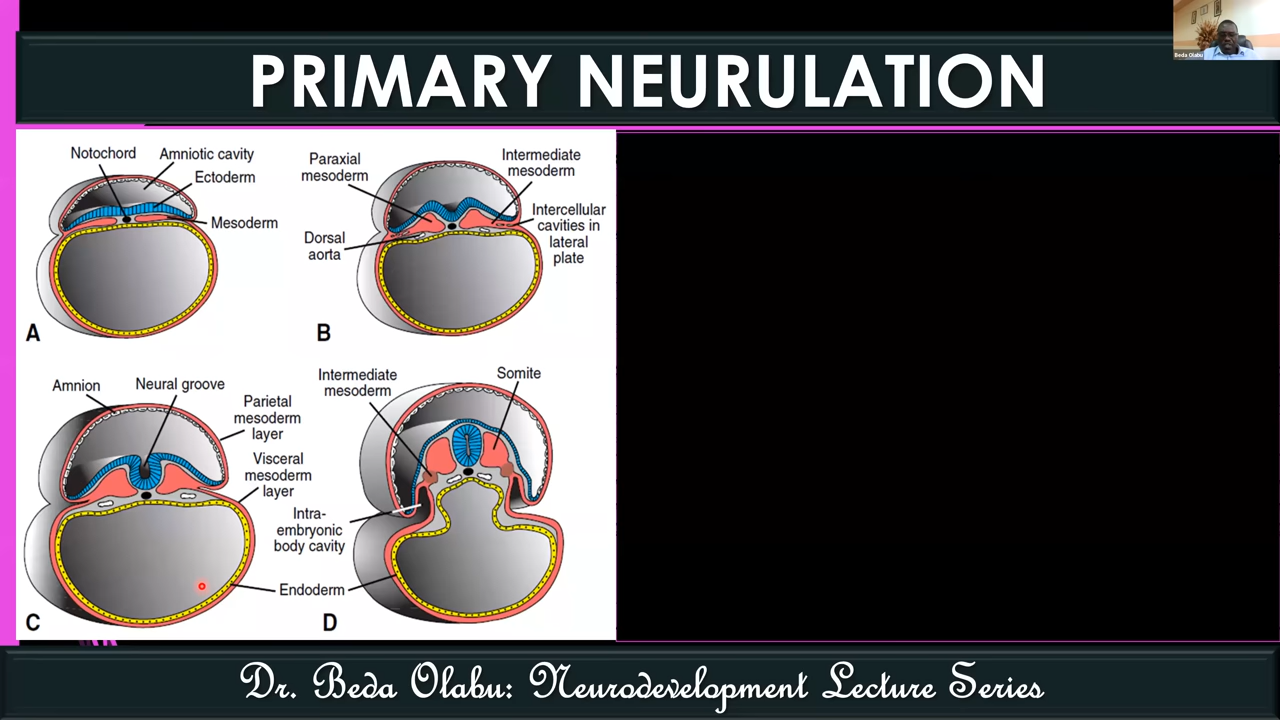 PRIMARY NEURULATION
Beda Olabu
Notochord
Amniotic cavity
Ectoderm
Mesoderm
A
Paraxial
mesoderm
Intermediate
mesoderm
Intercellular
cavities in
lateral
plate
Dorsal
aorta
B
Amnion
Neural groove
Parietal
mesoderm
layer
Visceral
mesoderm
layer
Intra-
embryonic
body cavity
Endoderm
C
Intermediate
mesoderm
Somite
D
Dr. Beda Olabu: Neurodevelopment Lecture Series